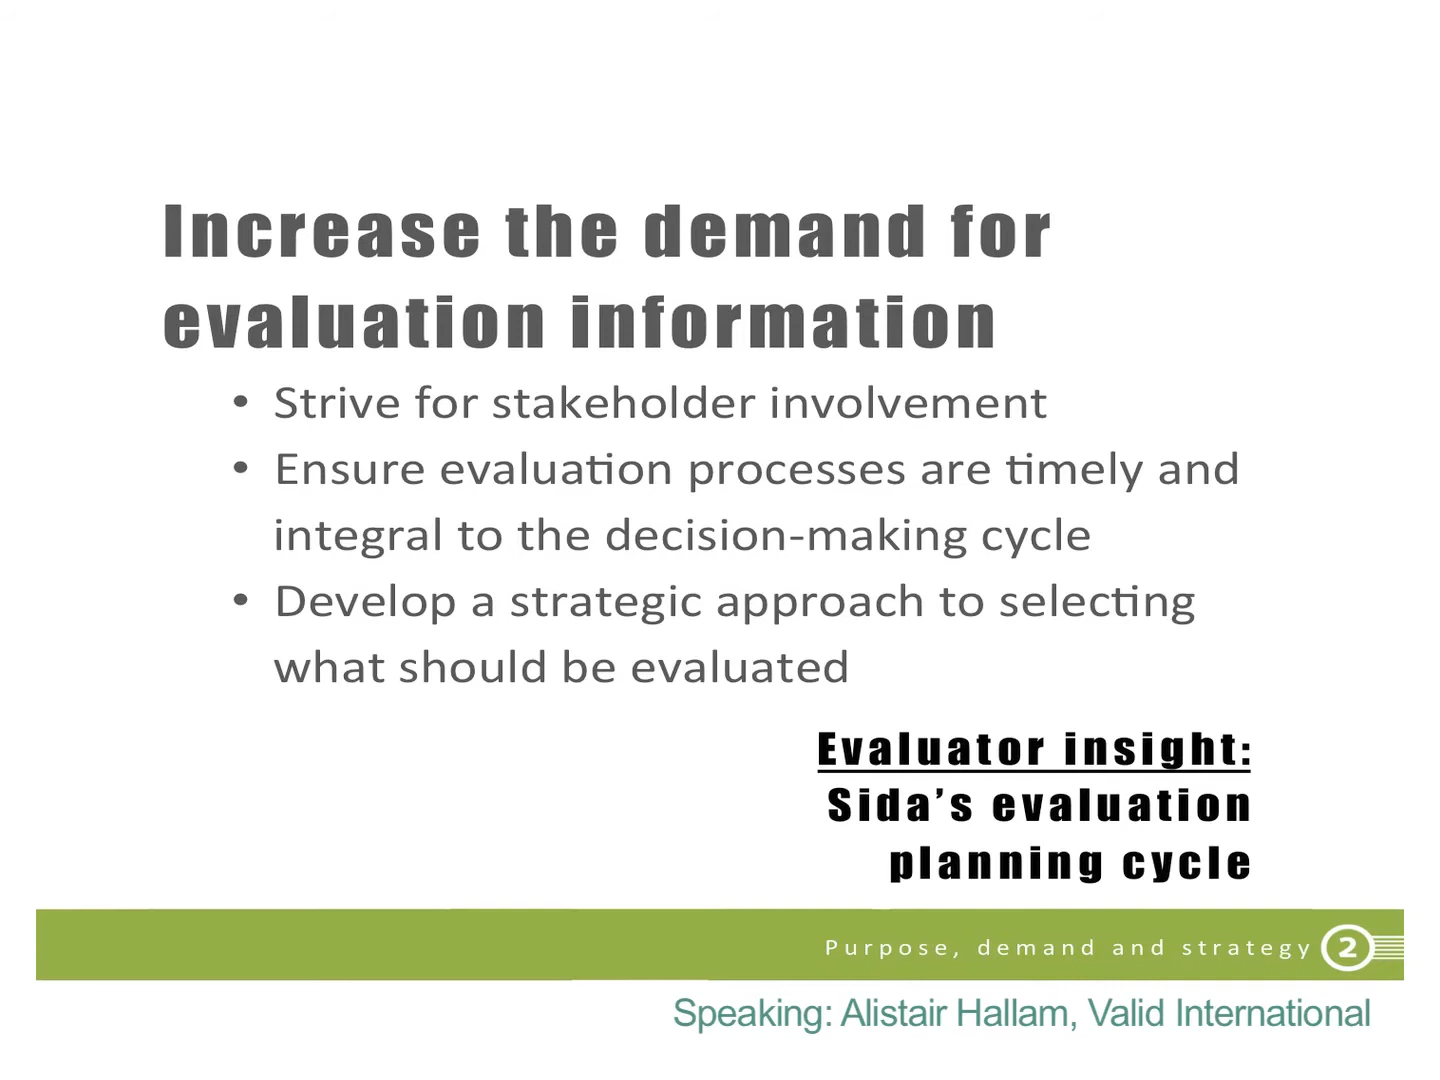 Increase the demand for
evaluation information
• Strive for stakeholder involvement
• Ensure evaluation processes are timely and
integral to the decision-making cycle
• Develop a strategic approach to selecting
what should be evaluated
Evaluator insight:
Sida’s evaluation
planning cycle
Purpose, demand and strategy 2
Speaking: Alistair Hallam, Valid International